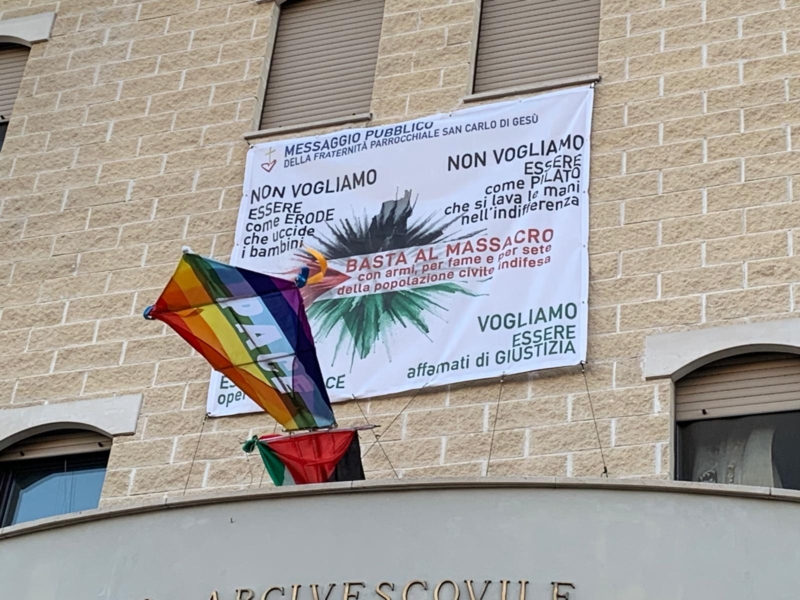 MESSAGGIO PUBBLICO
DELLA FRATERNITÀ PARROCCHIALE SAN CARLO DI GESÙ
NON VOGLIAMO
ESSERE
come ERODE
che uccide
i bambini
NON VOGLIAMO
ESSERE
come PILATO
che si lava le mani
nell'indifferenza
BASTA AL MASSACRO
con armi, per fame e per sete
della popolazione civile indifesa
VOGLIAMO
ESSERE
affamati di GIUSTIZIA
PACE
ARCIVESCOVILE